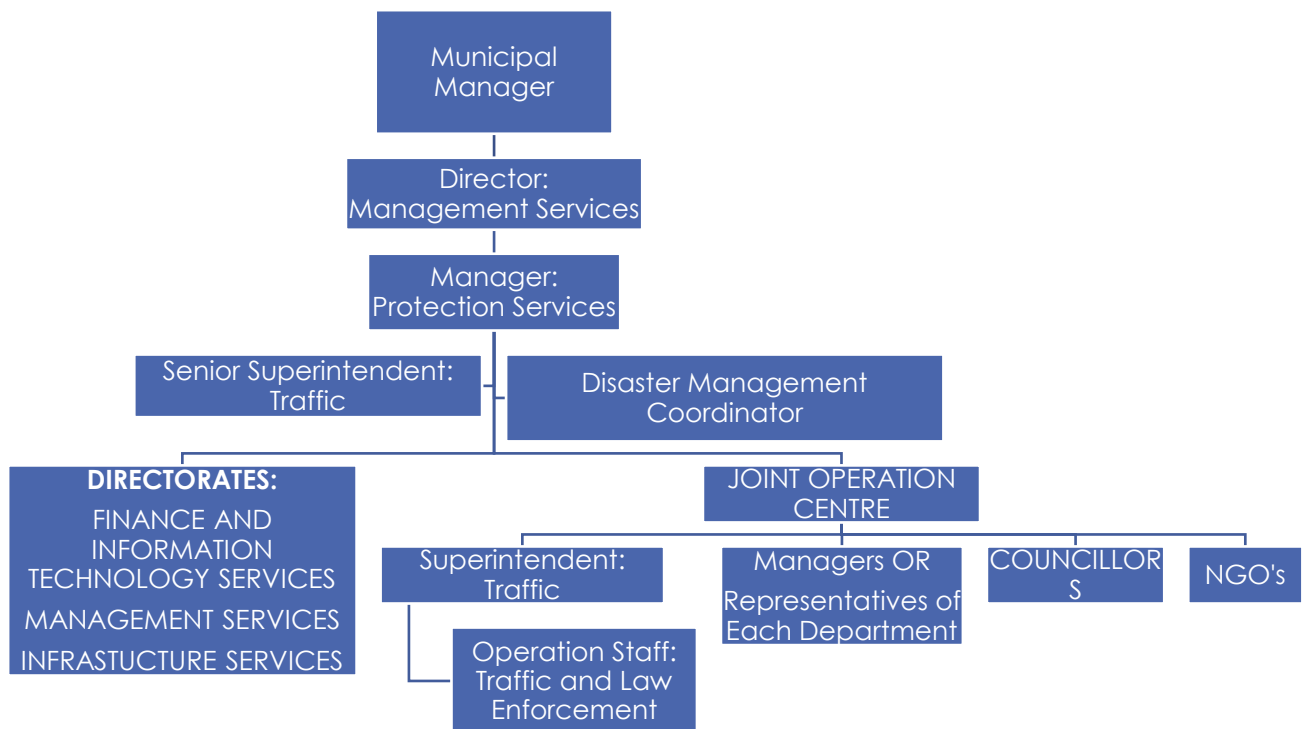 Municipal
Manager
Director:
Management Services
Manager:
Protection Services
Senior Superintendent:
Traffic
Disaster Management
Coordinator
DIRECTORATES:
FINANCE AND
INFORMATION
TECHNOLOGY SERVICES
MANAGEMENT SERVICES
INFRASTUCTURE SERVICES
JOINT OPERATION
CENTRE
Superintendent:
Traffic
Operation Staff:
Traffic and Law
Enforcement
Managers OR
Representatives of
Each Department
COUNCILLOR
S
NGO's